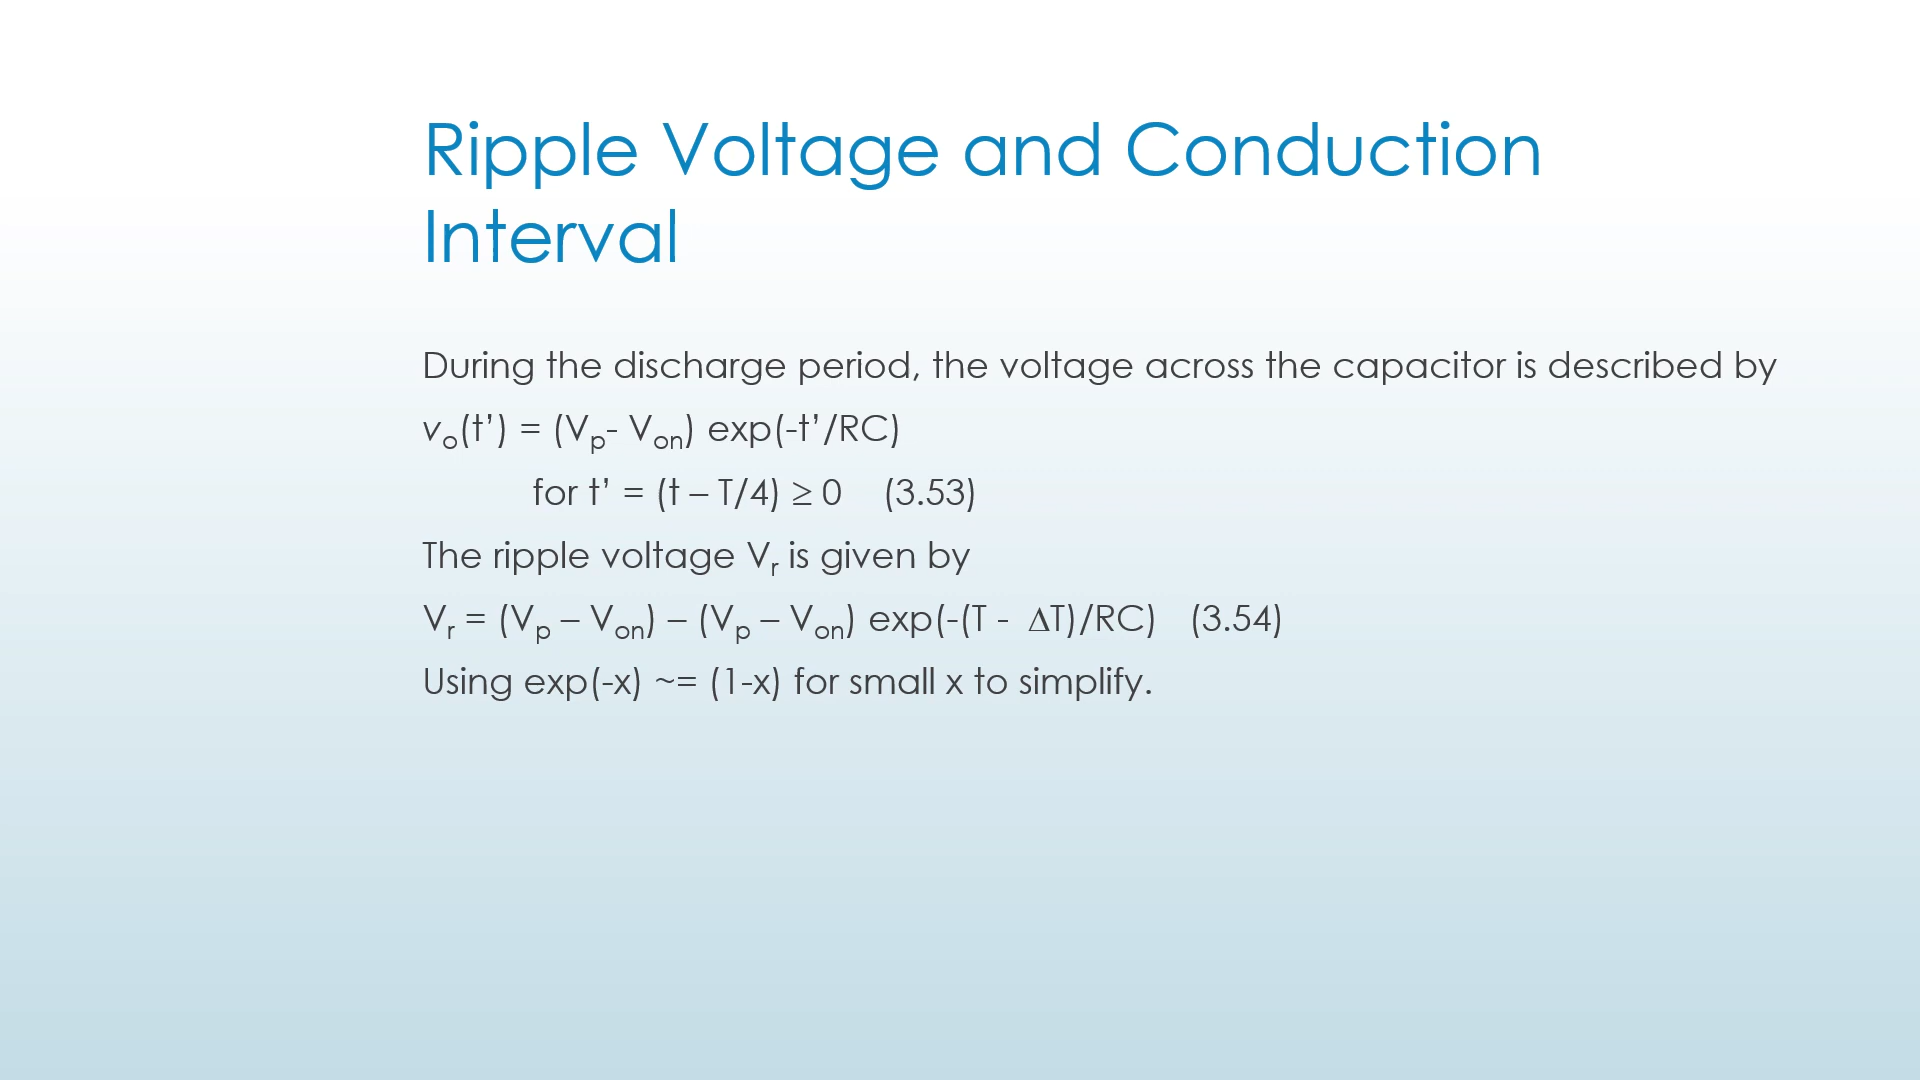 Ripple Voltage and Conduction
Interval
During the discharge period, the voltage across the capacitor is described by
vo(t’) = (Vp- Von) exp(-t’/RC)
for t’ = (t – T/4) ≥ 0 (3.53)
The ripple voltage Vr is given by
Vr = (Vp – Von) – (Vp – Von) exp(-(T - ΔT)/RC) (3.54)
Using exp(-x) ~= (1-x) for small x to simplify.